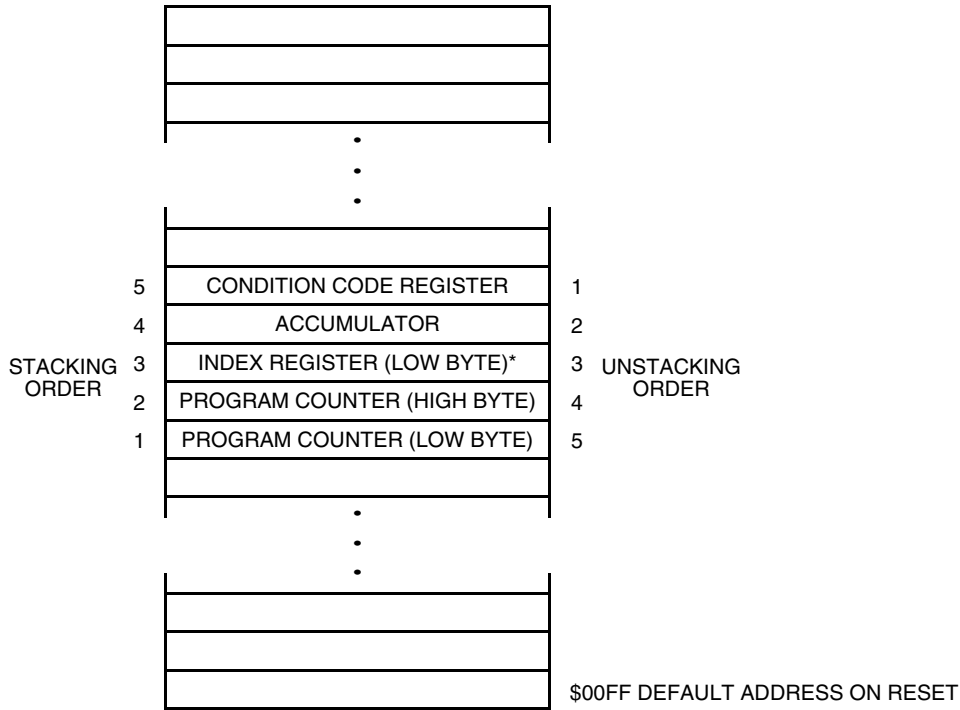 5 CONDITION CODE REGISTER 1
4 ACCUMULATOR 2
STACKING 3 INDEX REGISTER (LOW BYTE)* 3 UNSTACKING
ORDER ORDER
2 PROGRAM COUNTER (HIGH BYTE) 4
1 PROGRAM COUNTER (LOW BYTE) 5
$00FF DEFAULT ADDRESS ON RESET